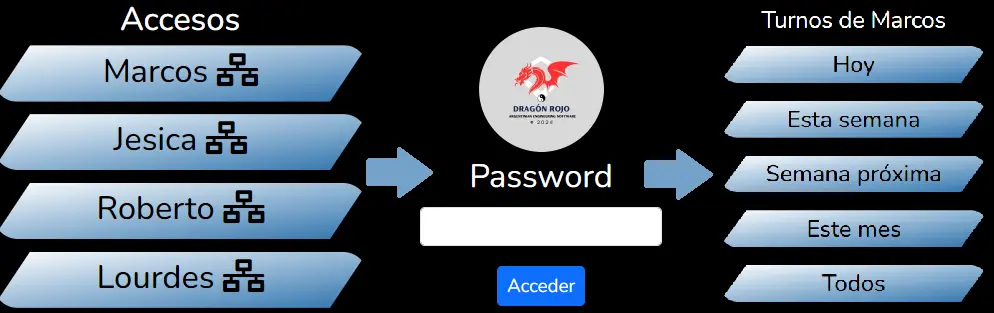 Accesos
Marcos
Jesica
Roberto
Lourdes
DRAGÓN ROJO
ARGENTINIAN ENGINEERING SOFTWARE
2024
Password
Acceder
Turnos de Marcos
Hoy
Esta semana
Semana próxima
Este mes
Todos